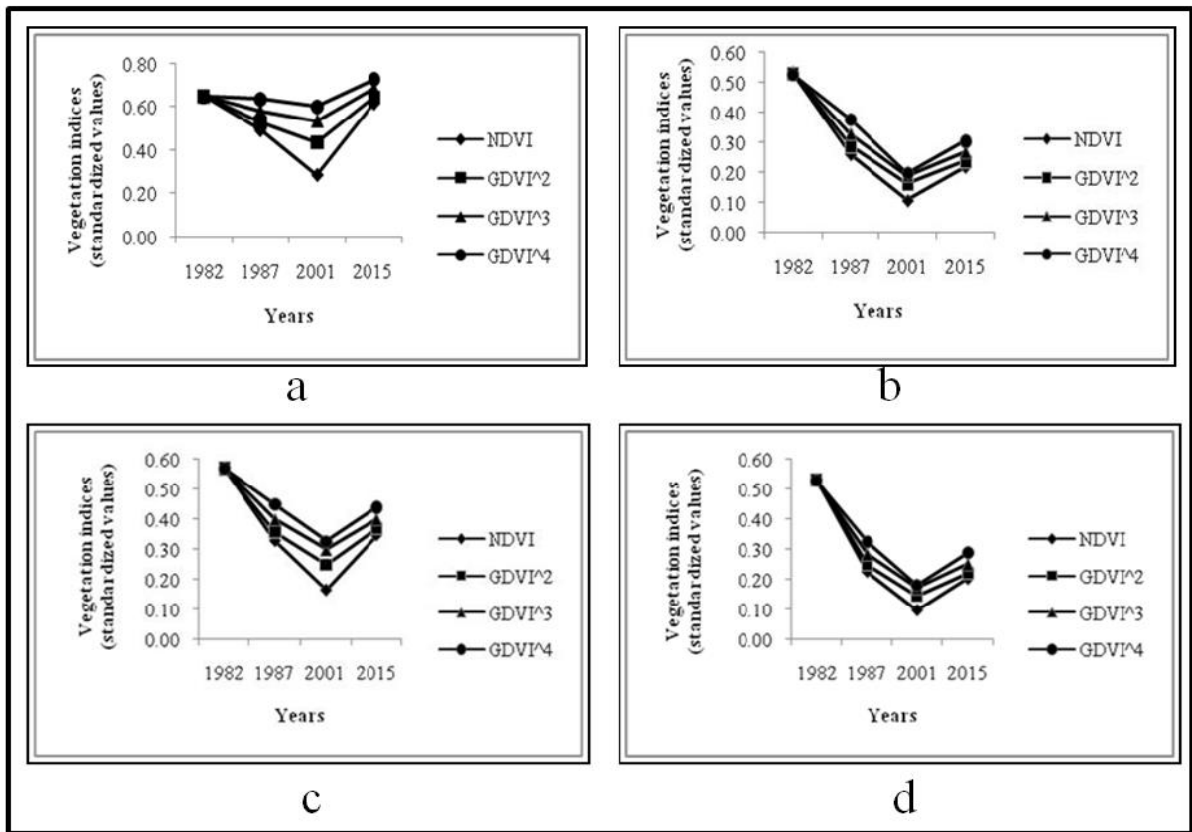 Vegetation indices
(standardized values)
0.80
0.60
0.40
0.20
0.00
1982 1987 2001 2015
Years
NDVI
GDVI^2
GDVI^3
GDVI^4
a
Vegetation indices
(standardized values)
0.60
0.50
0.40
0.30
0.20
0.10
0.00
1982 1987 2001 2015
Years
NDVI
GDVI^2
GDVI^3
GDVI^4
b
Vegetation indices
(standardized values)
0.60
0.50
0.40
0.30
0.20
0.10
0.00
1982 1987 2001 2015
Years
NDVI
GDVI^2
GDVI^3
GDVI^4
c
Vegetation indices
(standardized values)
0.60
0.50
0.40
0.30
0.20
0.10
0.00
1982 1987 2001 2015
Years
NDVI
GDVI^2
GDVI^3
GDVI^4
d